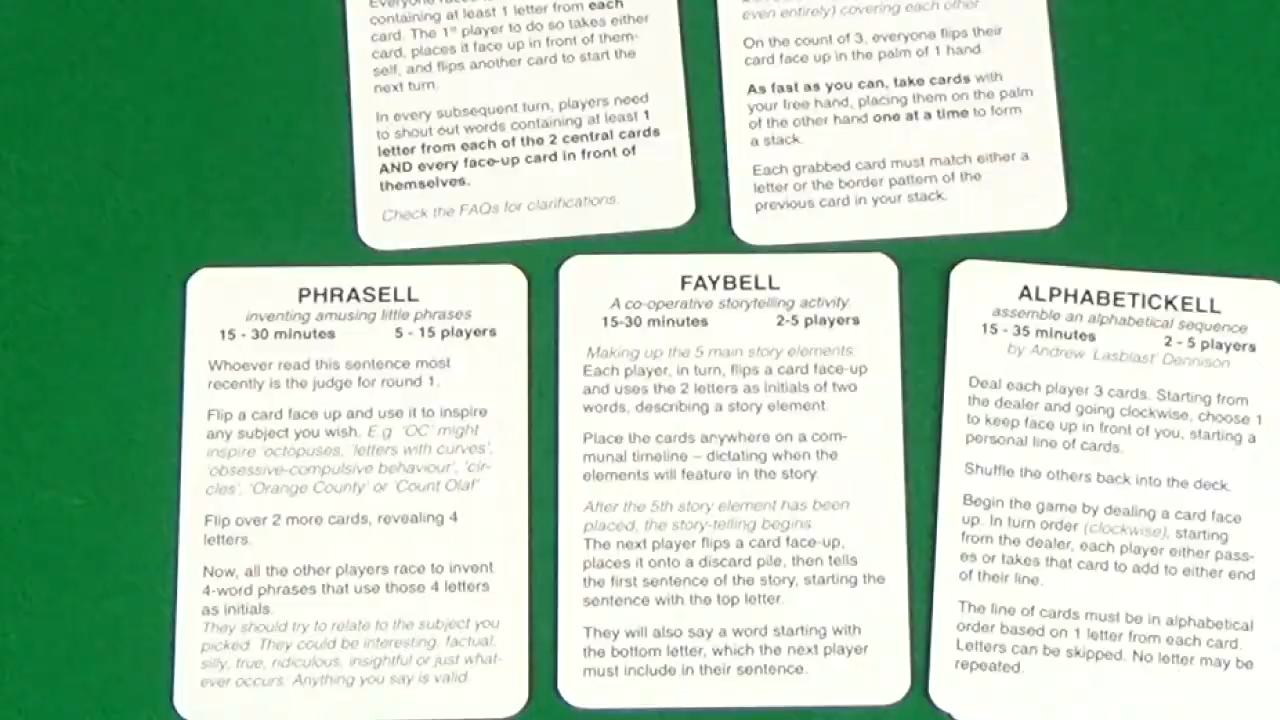 containing at least 1 letter from each
card. The 1st player to do so takes either
card, places it face up in front of them-
self, and flips another card to start the
next turn.
In every subsequent turn, players need
to shout out words containing at least 1
letter from each of the 2 central cards
AND every face-up card in front of
themselves.
Check the FAQs for clarifications.
even entirely) covering each other
On the count of 3, everyone flips their
card face up in the palm of 1 hand.
As fast as you can, take cards with
your free hand, placing them on the palm
of the other hand one at a time to form
a stack.
Each grabbed card must match either a
letter or the border pattern of the
previous card in your stack.
PHRASELL
inventing amusing little phrases
15 - 30 minutes 5 - 15 players
Whoever read this sentence most
recently is the judge for round 1.
Flip a card face up and use it to inspire
any subject you wish. E.g 'OC' might
inspire 'octopuses, 'letters with curves',
'obsessive-compulsive behaviour', 'cir-
cles', 'Orange County' or 'Count Olaf'
Flip over 2 more cards, revealing 4
letters.
Now, all the other players race to invent
4-word phrases that use those 4 letters
as initials.
They should try to relate to the subject you
picked. They could be interesting, factual,
silly, true, ridiculous, insightful or just what-
ever occurs. Anything you say is valid.
FAYBELL
A co-operative storytelling activity
15-30 minutes 2-5 players
Making up the 5 main story elements:
Each player, in turn, flips a card face-up
and uses the 2 letters as initials of two
words, describing a story element.
Place the cards anywhere on a com-
munal timeline – dictating when the
elements will feature in the story.
After the 5th story element has been
placed, the story-telling begins.
The next player flips a card face-up,
places it onto a discard pile, then tells
the first sentence of the story, starting the
sentence with the top letter.
They will also say a word starting with
the bottom letter, which the next player
must include in their sentence.
ALPHABETICKELL
assemble an alphabetical sequence
15 - 35 minutes 2 - 5 players
by Andrew 'Lasblast' Dennison
Deal each player 3 cards. Starting from
the dealer and going clockwise, choose 1
to keep face up in front of you, starting a
personal line of cards.
Shuffle the others back into the deck.
Begin the game by dealing a card face
up. In turn order (clockwise), starting
from the dealer, each player either pass-
es or takes that card to add to either end
of their line.
The line of cards must be in alphabetical
order based on 1 letter from each card.
Letters can be skipped. No letter may be
repeated.